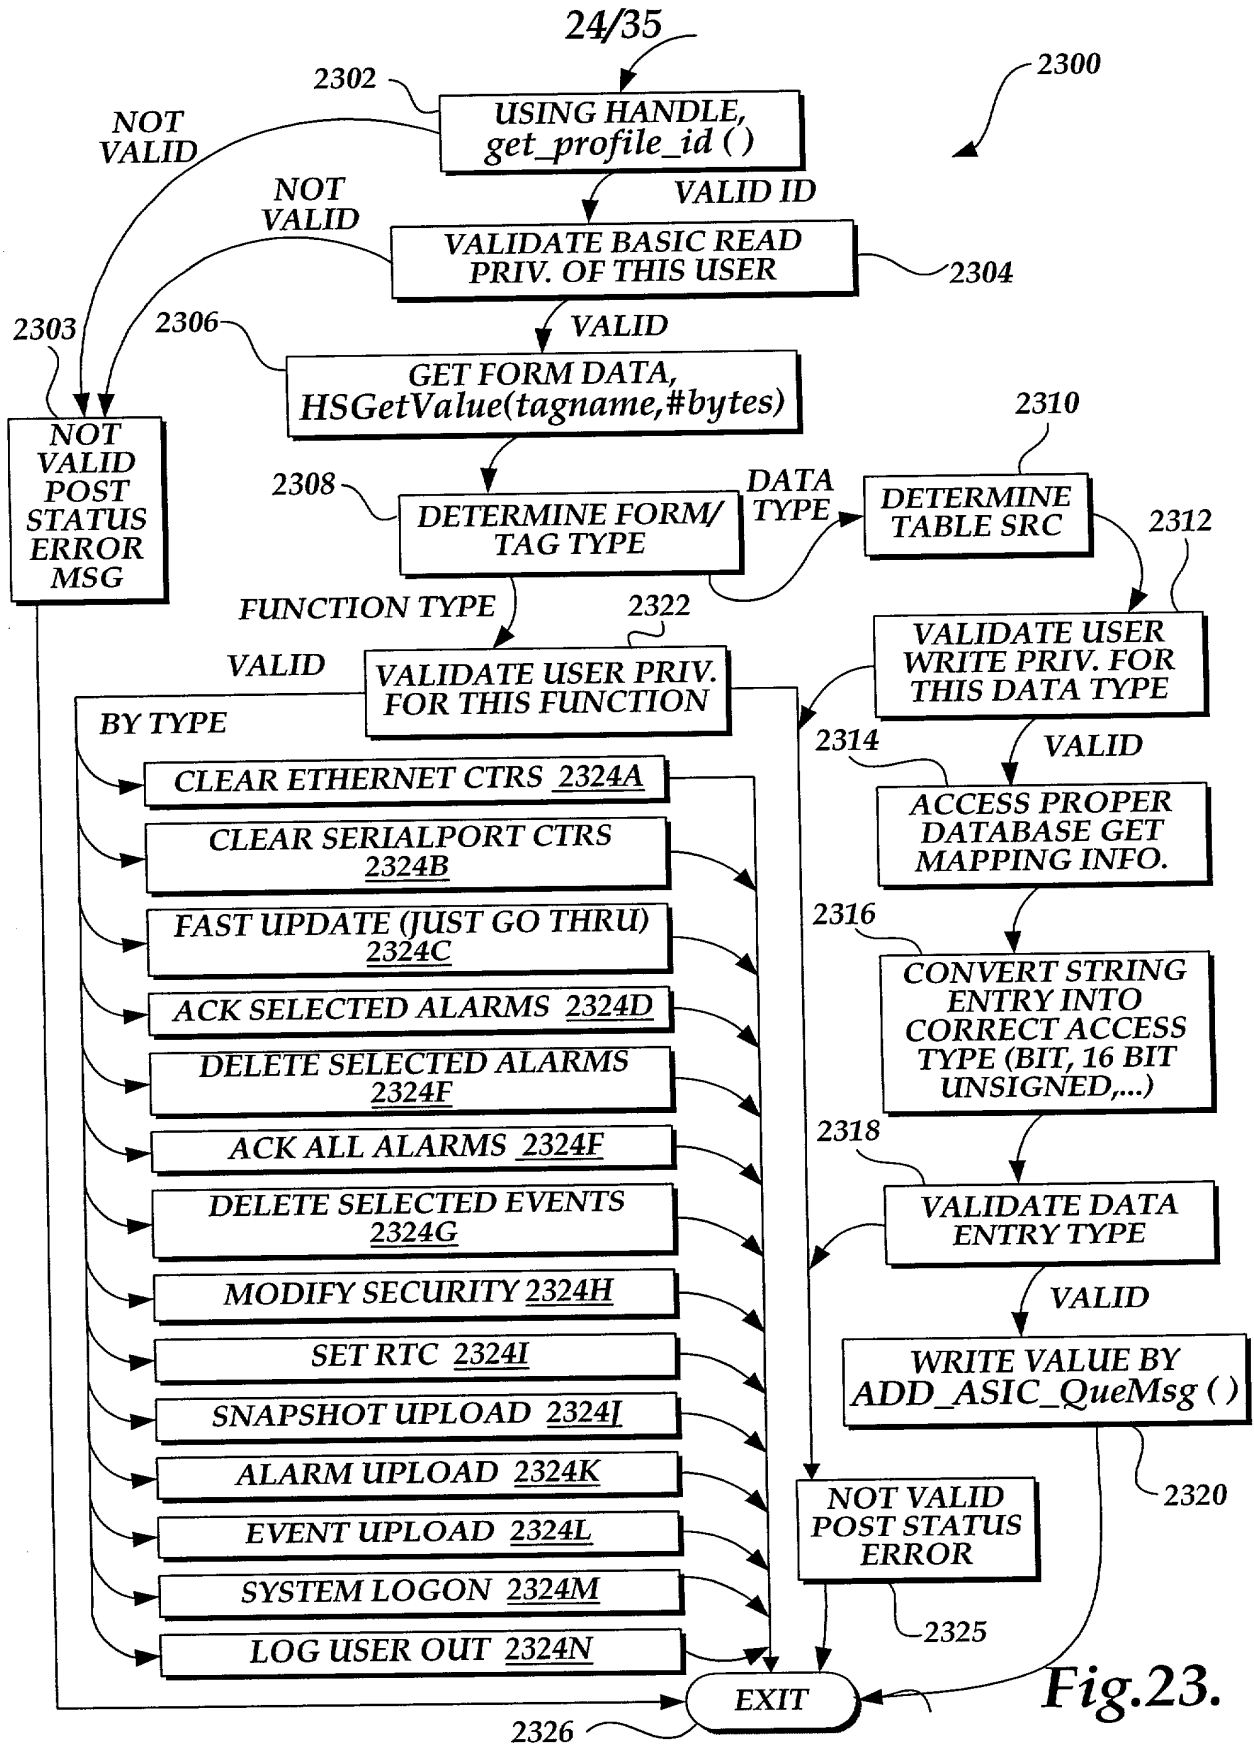 24/35
2300
2302
USING HANDLE,
get_profile_id ( )
NOT
VALID
VALID ID
NOT
VALID
VALIDATE BASIC READ
PRIV. OF THIS USER
2304
VALID
2303
2306
GET FORM DATA,
HSGetValue(tagname,#bytes)
NOT
VALID
POST
STATUS
ERROR
MSG
2308
DETERMINE FORM/
TAG TYPE
DATA
TYPE
2310
DETERMINE
TABLE SRC
2312
FUNCTION TYPE
2322
VALIDATE USER
WRITE PRIV. FOR
THIS DATA TYPE
VALID
VALIDATE USER PRIV.
FOR THIS FUNCTION
BY TYPE
2314
VALID
CLEAR ETHERNET CTRS 2324A
ACCESS PROPER
DATABASE GET
MAPPING INFO.
CLEAR SERIALPORT CTRS
2324B
FAST UPDATE (JUST GO THRU)
2324C
2316
CONVERT STRING
ENTRY INTO
CORRECT ACCESS
TYPE (BIT, 16 BIT
UNSIGNED,...)
ACK SELECTED ALARMS 2324D
DELETE SELECTED ALARMS
2324F
ACK ALL ALARMS 2324F
2318
VALIDATE DATA
ENTRY TYPE
DELETE SELECTED EVENTS
2324G
VALID
MODIFY SECURITY 2324H
SET RTC 2324I
WRITE VALUE BY
ADD_ASIC_QueMsg ( )
SNAPSHOT UPLOAD 2324J
ALARM UPLOAD 2324K
2320
EVENT UPLOAD 2324L
NOT VALID
POST STATUS
ERROR
SYSTEM LOGON 2324M
2325
LOG USER OUT 2324N
EXIT
2326
Fig.23.